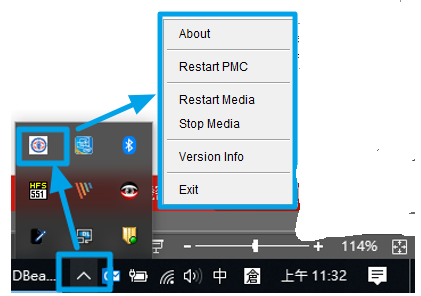 About
Restart PMC
Restart Media
Stop Media
Version Info
Exit
HFS
551
114%
DBea...
中
倉
上午 11:32